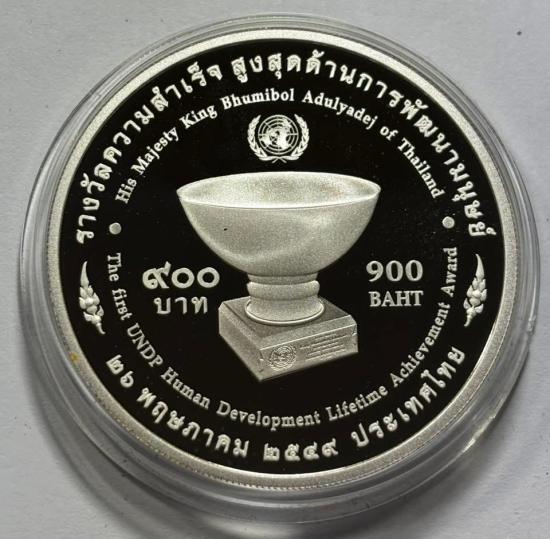 รางวัลความสำเร็จ สูงสุดด้านการพัฒนามนุษย์
His Majesty King Bhumibol Adulyadej of Thailand
๙๐๐
บาท
900
BAHT
The first UNDP Human Development Lifetime Achievement Award
๒๖ พฤษภาคม ๒๕๔๙ ประเทศไทย